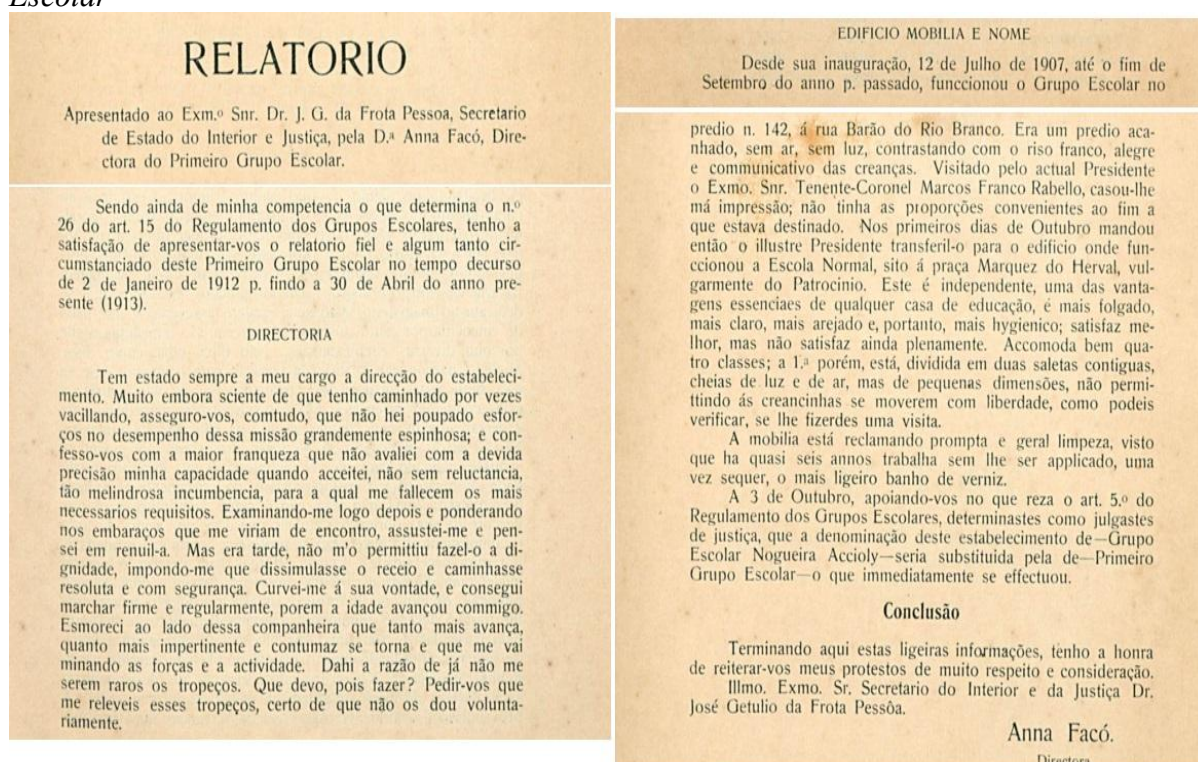 Escolar
RELATORIO
Apresentado ao Exm.º Snr. Dr. J. G. da Frota Pessoa, Secretario
de Estado do Interior e Justiça, pela D.ª Anna Facó, Dire-
ctora do Primeiro Grupo Escolar.
Sendo ainda de minha competencia o que determina o n.º
26 do art. 15 do Regulamento dos Grupos Escolares, tenho a
satisfação de apresentar-vos o relatorio fiel e algum tanto cir-
cumstanciado deste Primeiro Grupo Escolar no tempo decurso
de 2 de Janeiro de 1912 p. findo a 30 de Abril do anno pre-
sente (1913).
DIRECTORIA
Tem estado sempre a meu cargo a direcção do estabeleci-
mento. Muito embora sciente de que tenho caminhado por vezes
vacillando, asseguro-vos, comtudo, que não hei poupado esfor-
ços no desempenho dessa missão grandemente espinhosa; e con-
fesso-vos com a maior franqueza que não avaliei com a devida
precisão minha capacidade quando acceitei, não sem reluctancia,
tão melindrosa incumbencia, para a qual me fallecem os mais
necessarios requisitos. Examinando-me logo depois e ponderando
nos embaraços que me viriam de encontro, assustei-me e pen-
sei em renuil-a. Mas era tarde, não m'o permittiu fazel-o a di-
gnidade, impondo-me que dissimulasse o receio e caminhasse
resoluta e com segurança. Curvei-me á sua vontade, e consegui
marchar firme e regularmente, porem a idade avançou commigo.
Esmoreci ao lado dessa companheira que tanto mais avança,
quanto mais impertinente e contumaz se torna e que me vai
minando as forças e a actividade. Dahi a razão de já não me
serem raros os tropeços. Que devo, pois fazer? Pedir-vos que
me releveis esses tropeços, certo de que não os dou volunta-
riamente.
EDIFICIO MOBILIA E NOME
Desde sua inauguração, 12 de Julho de 1907, até o fim de
Setembro do anno p. passado, funccionou o Grupo Escolar no
predio n. 142, á rua Barão do Rio Branco. Era um predio aca-
nhado, sem ar, sem luz, contrastando com o riso franco, alegre
e communicativo das creanças. Visitado pelo actual Presidente
o Exmo. Snr. Tenente-Coronel Marcos Franco Rabello, casou-lhe
má impressão; não tinha as proporções convenientes ao fim a
que estava destinado. Nos primeiros dias de Outubro mandou
então o illustre Presidente transferil-o para o edificio onde fun-
ccionou a Escola Normal, sito á praça Marquez do Herval, vul-
garmente do Patrocinio. Este é independente, uma das vanta-
gens essenciaes de qualquer casa de educação, é mais folgado,
mais claro, mais arejado e, portanto, mais hygienico; satisfaz me-
lhor, mas não satisfaz ainda plenamente. Accomoda bem qua-
tro classes; a 1.ª porém, está, dividida em duas saletas contiguas,
cheias de luz e de ar, mas de pequenas dimensões, não permi-
ttindo ás creancinhas se moverem com liberdade, como podeis
verificar, se lhe fizerdes uma visita.
A mobilia está reclamando prompta e geral limpeza, visto
que ha quasi seis annos trabalha sem lhe ser applicado, uma
vez sequer, o mais ligeiro banho de verniz.
A 3 de Outubro, apoiando-vos no que reza o art. 5.º do
Regulamento dos Grupos Escolares, determinastes como julgastes
de justiça, que a denominação deste estabelecimento de—Grupo
Escolar Nogueira Accioly—seria substituida pela de—Primeiro
Grupo Escolar—o que immediatamente se effectuou.
Conclusão
Terminando aqui estas ligeiras informações, tenho a honra
de reiterar-vos meus protestos de muito respeito e consideração.
Illmo. Exmo. Sr. Secretario do Interior e da Justiça Dr.
José Getulio da Frota Pessôa.
Anna Facó.
Directora